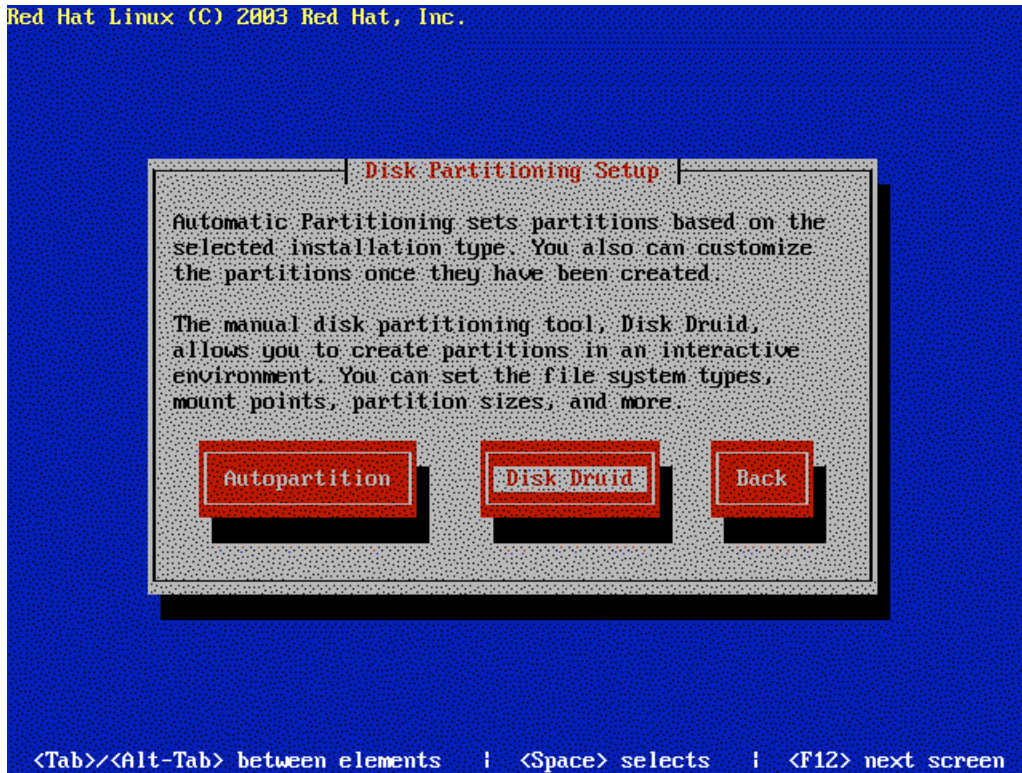 Red Hat Linux (C) 2003 Red Hat, Inc.
Disk Partitioning Setup
Automatic Partitioning sets partitions based on the
selected installation type. You also can customize
the partitions once they have been created.
The manual disk partitioning tool, Disk Druid,
allows you to create partitions in an interactive
environment. You can set the file system types,
mount points, partition sizes, and more.
Autopartition Disk Druid Back
<Tab>/<Alt-Tab> between elements | <Space> selects | <F12> next screen